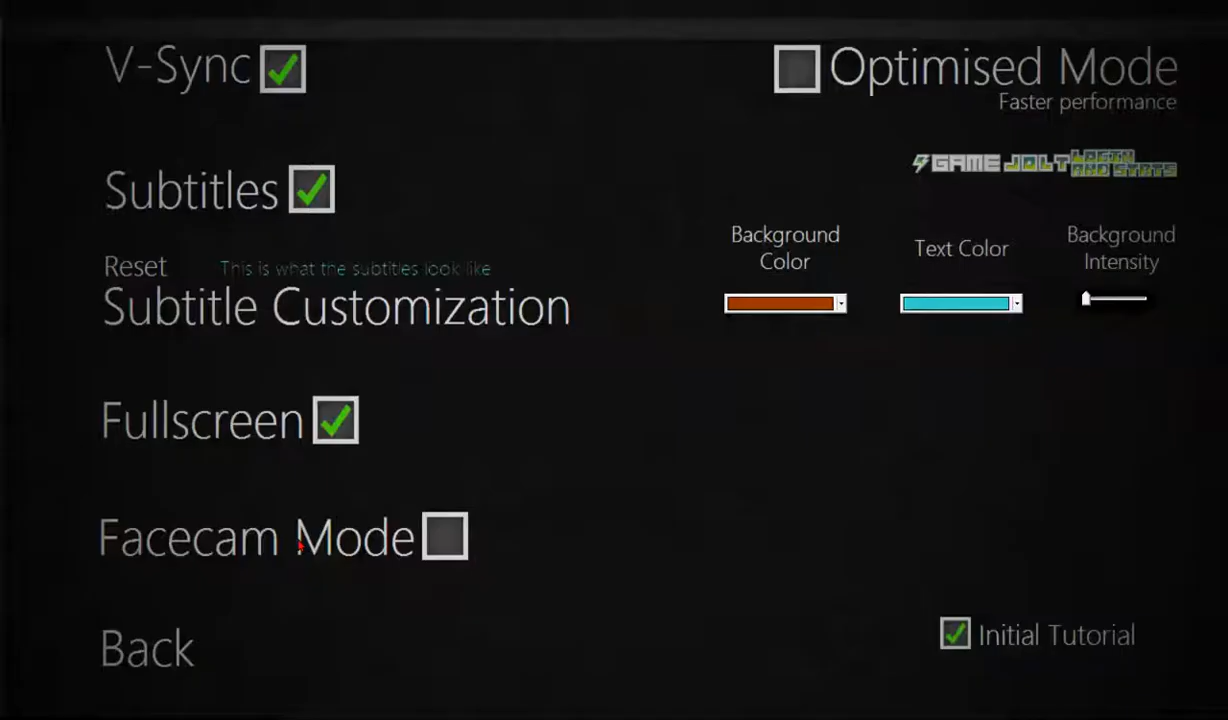 V-Sync
Optimised Mode
Faster performance
GAME JOLT LOGIN AND STATS
Subtitles
Background Color
Text Color
Background Intensity
Reset
This is what the subtitles look like
Subtitle Customization
Fullscreen
Facecam Mode
Back
Initial Tutorial